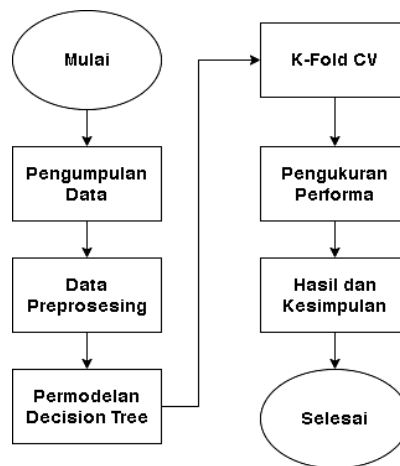 Mulai
Pengumpulan
Data
Data
Preprosesing
Permodelan
Decision Tree
K-Fold CV
Pengukuran
Performa
Hasil dan
Kesimpulan
Selesai